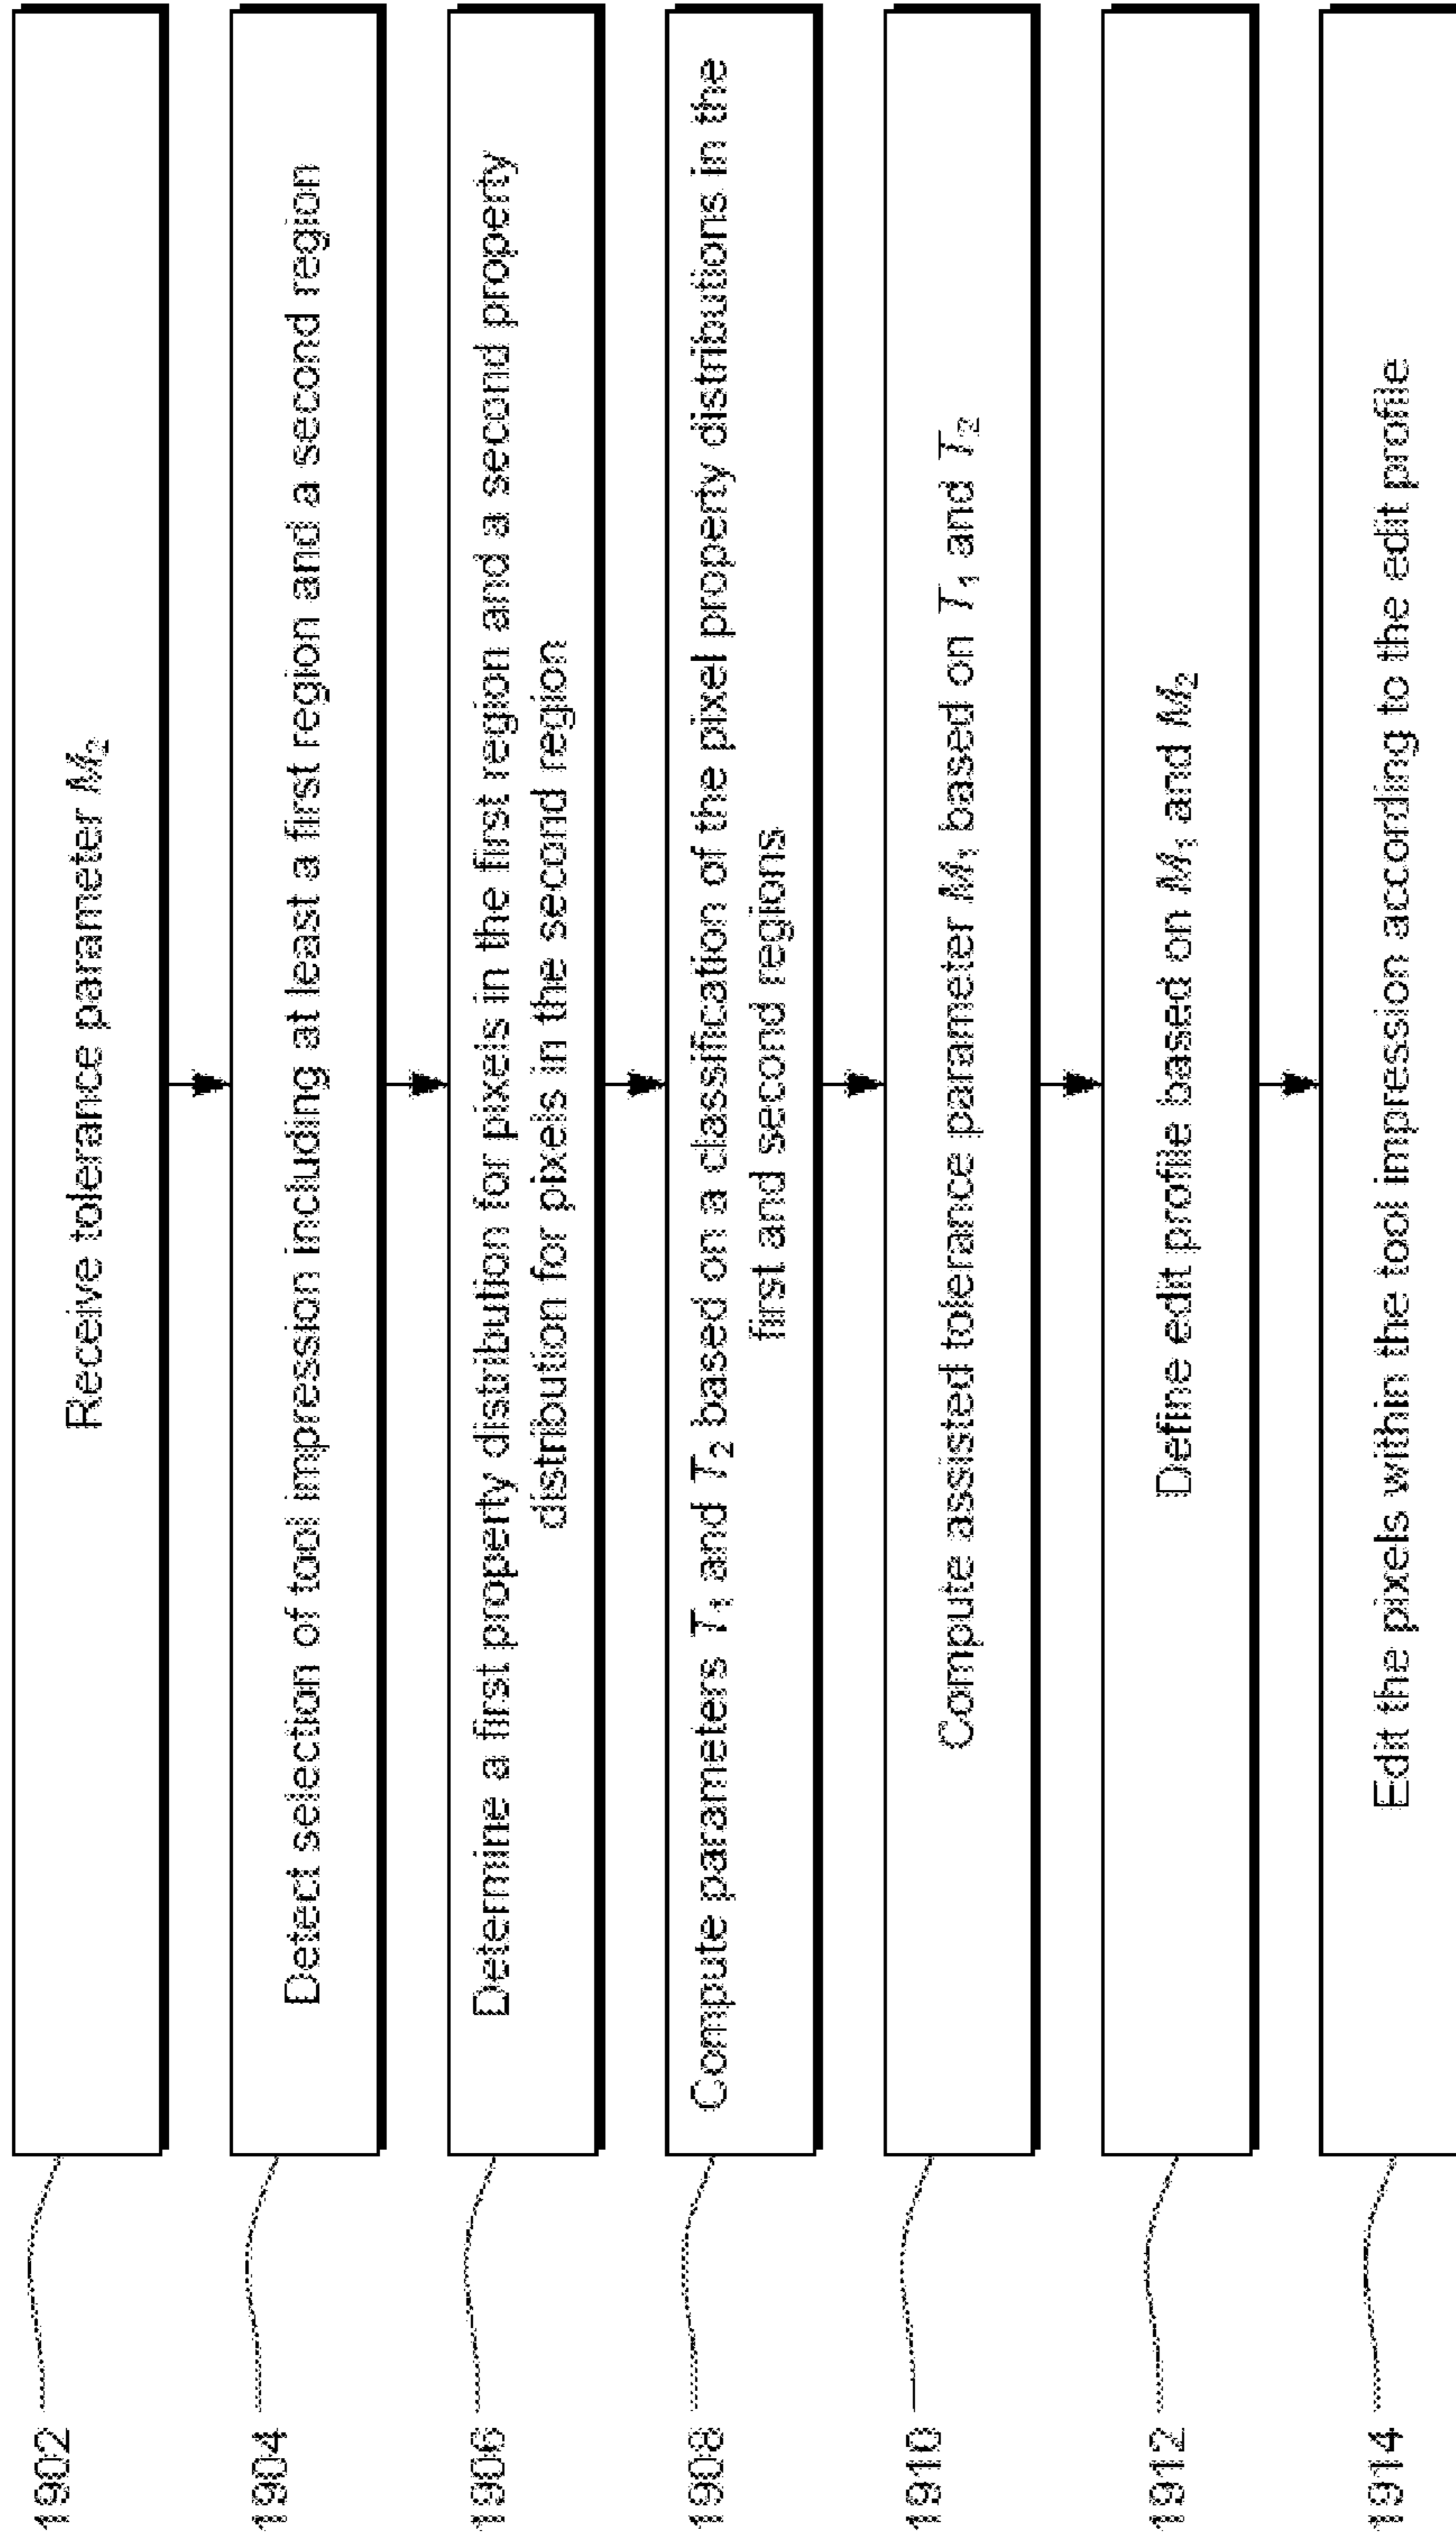 1902
Receive tolerance parameter M₂
1904
Detect selection of tool impression including at least a first region and a second region
1906
Determine a first property distribution for pixels in the first region and a second property
distribution for pixels in the second region
1908
Compute parameters T₁ and T₂ based on a classification of the pixel property distributions in the
first and second regions
1910
Compute assisted tolerance parameter M₁ based on T₁ and T₂
1912
Define edit profile based on M₁ and M₂
1914
Edit the pixels within the tool impression according to the edit profile